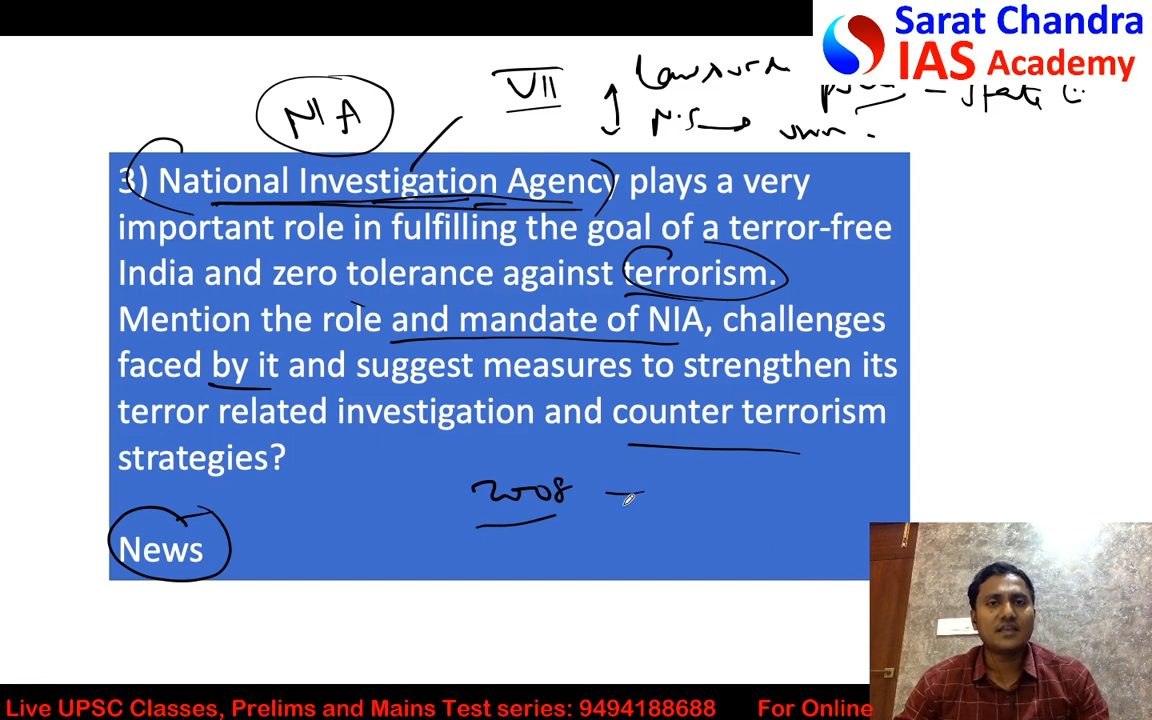 Sarat Chandra
IAS Academy
VII
NIA
3) National Investigation Agency plays a very
important role in fulfilling the goal of a terror-free
India and zero tolerance against terrorism.
Mention the role and mandate of NIA, challenges
faced by it and suggest measures to strengthen its
terror related investigation and counter terrorism
strategies?
2008
News
Live UPSC Classes, Prelims and Mains Test series: 9494188688 For Online